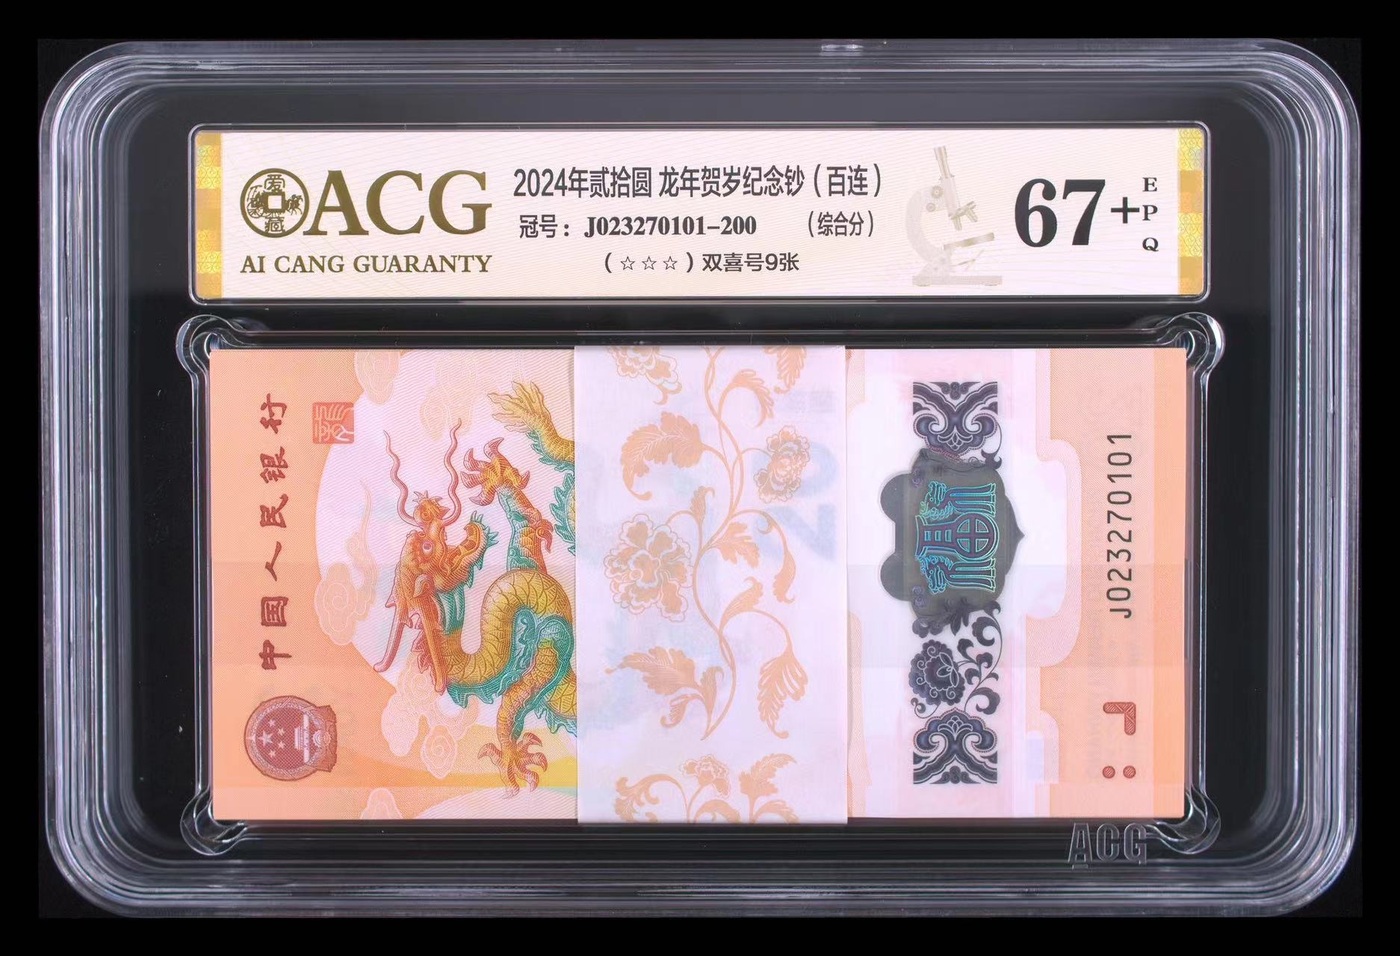 ACG
AI CANG GUARANTY
2024年贰拾圆 龙年贺岁纪念钞(百连)
冠号: J023270101-200 (综合分)
(☆☆☆)双喜号9张
67+
EPQ
中国人民银行
J023270101
ACG